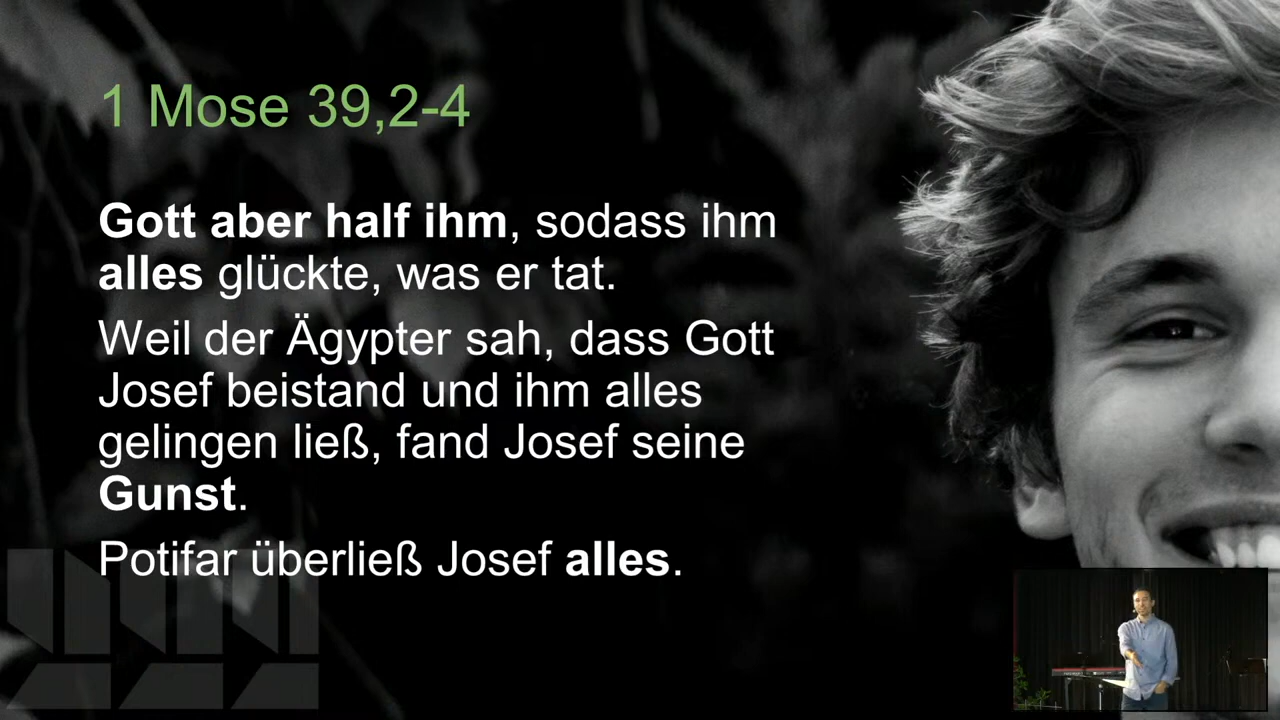 1 Mose 39,2-4
Gott aber half ihm, sodass ihm
alles glückte, was er tat.
Weil der Ägypter sah, dass Gott
Josef beistand und ihm alles
gelingen ließ, fand Josef seine
Gunst.
Potifar überließ Josef alles.